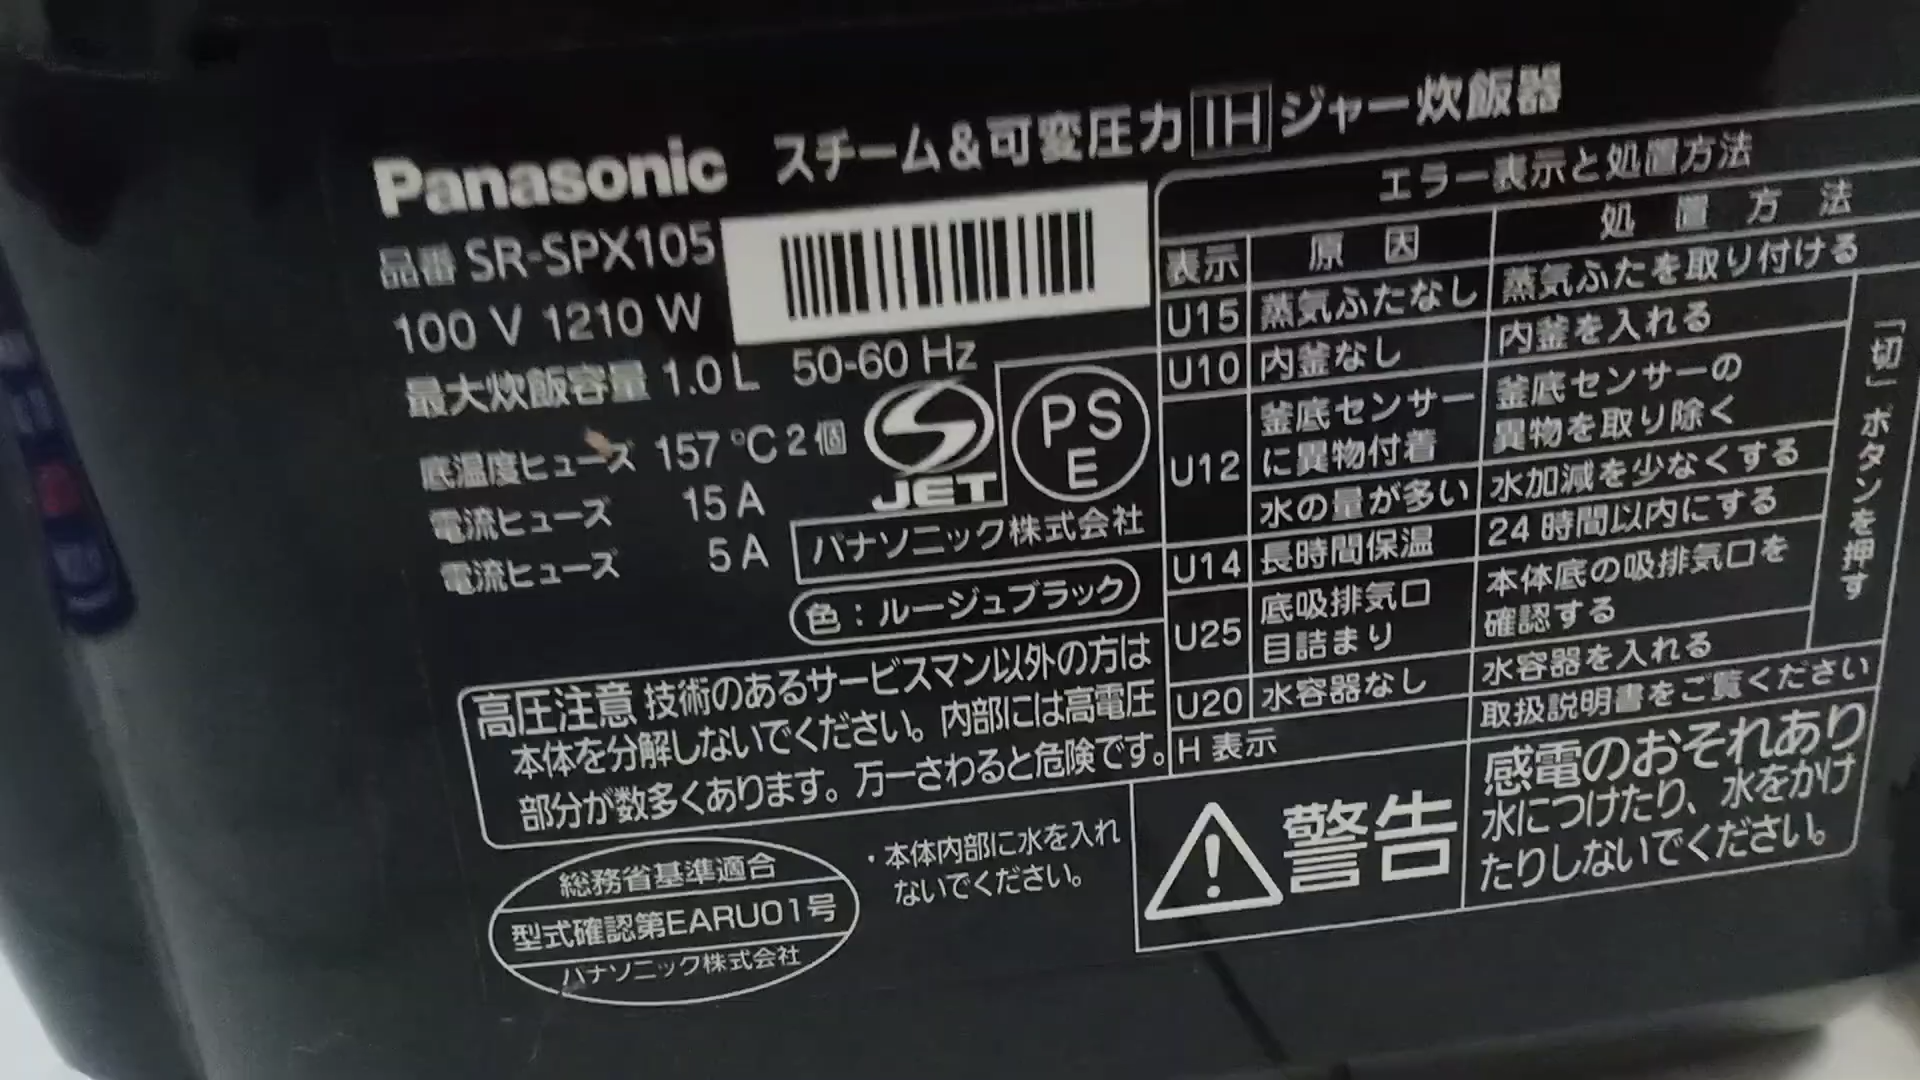 Panasonic スチーム&可変圧力IHジャー炊飯器
品番 SR-SPX105
100 V 1210 W
最大炊飯容量 1.0 L 50-60 Hz
底温度ヒューズ 157 ℃ 2個
電流ヒューズ 15 A
電流ヒューズ 5 A
JET
PS
E
パナソニック株式会社
色:ルージュブラック
エラー表示と処置方法
表示 原因 処置方法
U15 蒸気ふたなし 蒸気ふたを取り付ける
U10 内釜なし 内釜を入れる
U12 釜底センサーに異物付着 釜底センサーの異物を取り除く
水の量が多い 水加減を少なくする
U14 長時間保温 24時間以内にする
U25 底吸排気口目詰まり 本体底の吸排気口を確認する
U20 水容器なし 水容器を入れる
「切」ボタンを押す
H 表示 取扱説明書をご覧ください
高圧注意 技術のあるサービスマン以外の方は
本体を分解しないでください。内部には高電圧
部分が数多くあります。万一さわると危険です。
総務省基準適合
型式確認第EARU01号
パナソニック株式会社
・本体内部に水を入れ
ないでください。
警告
感電のおそれあり
水につけたり、水をかけ
たりしないでください。